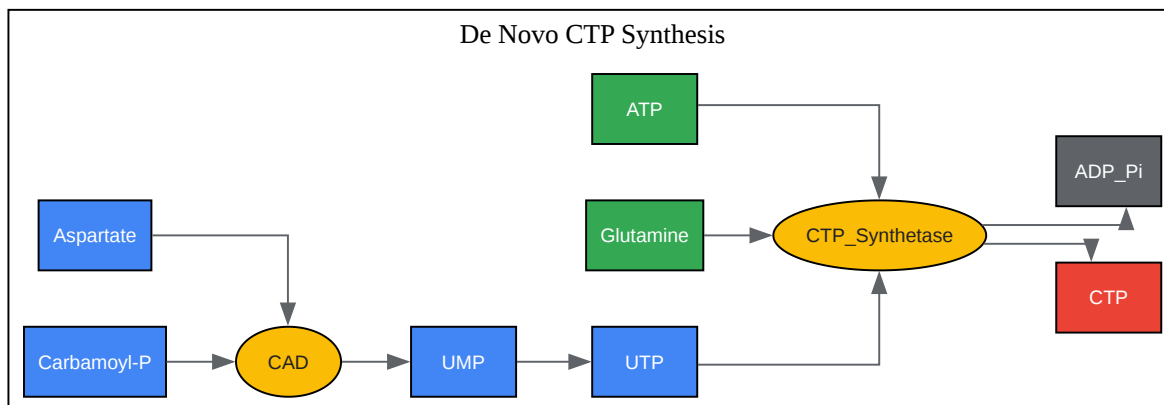 De Novo CTP Synthesis
ATP
ADP_Pi
Aspartate
Glutamine
CTP_Synthetase
CTP
Carbamoyl-P
CAD
UMP
UTP